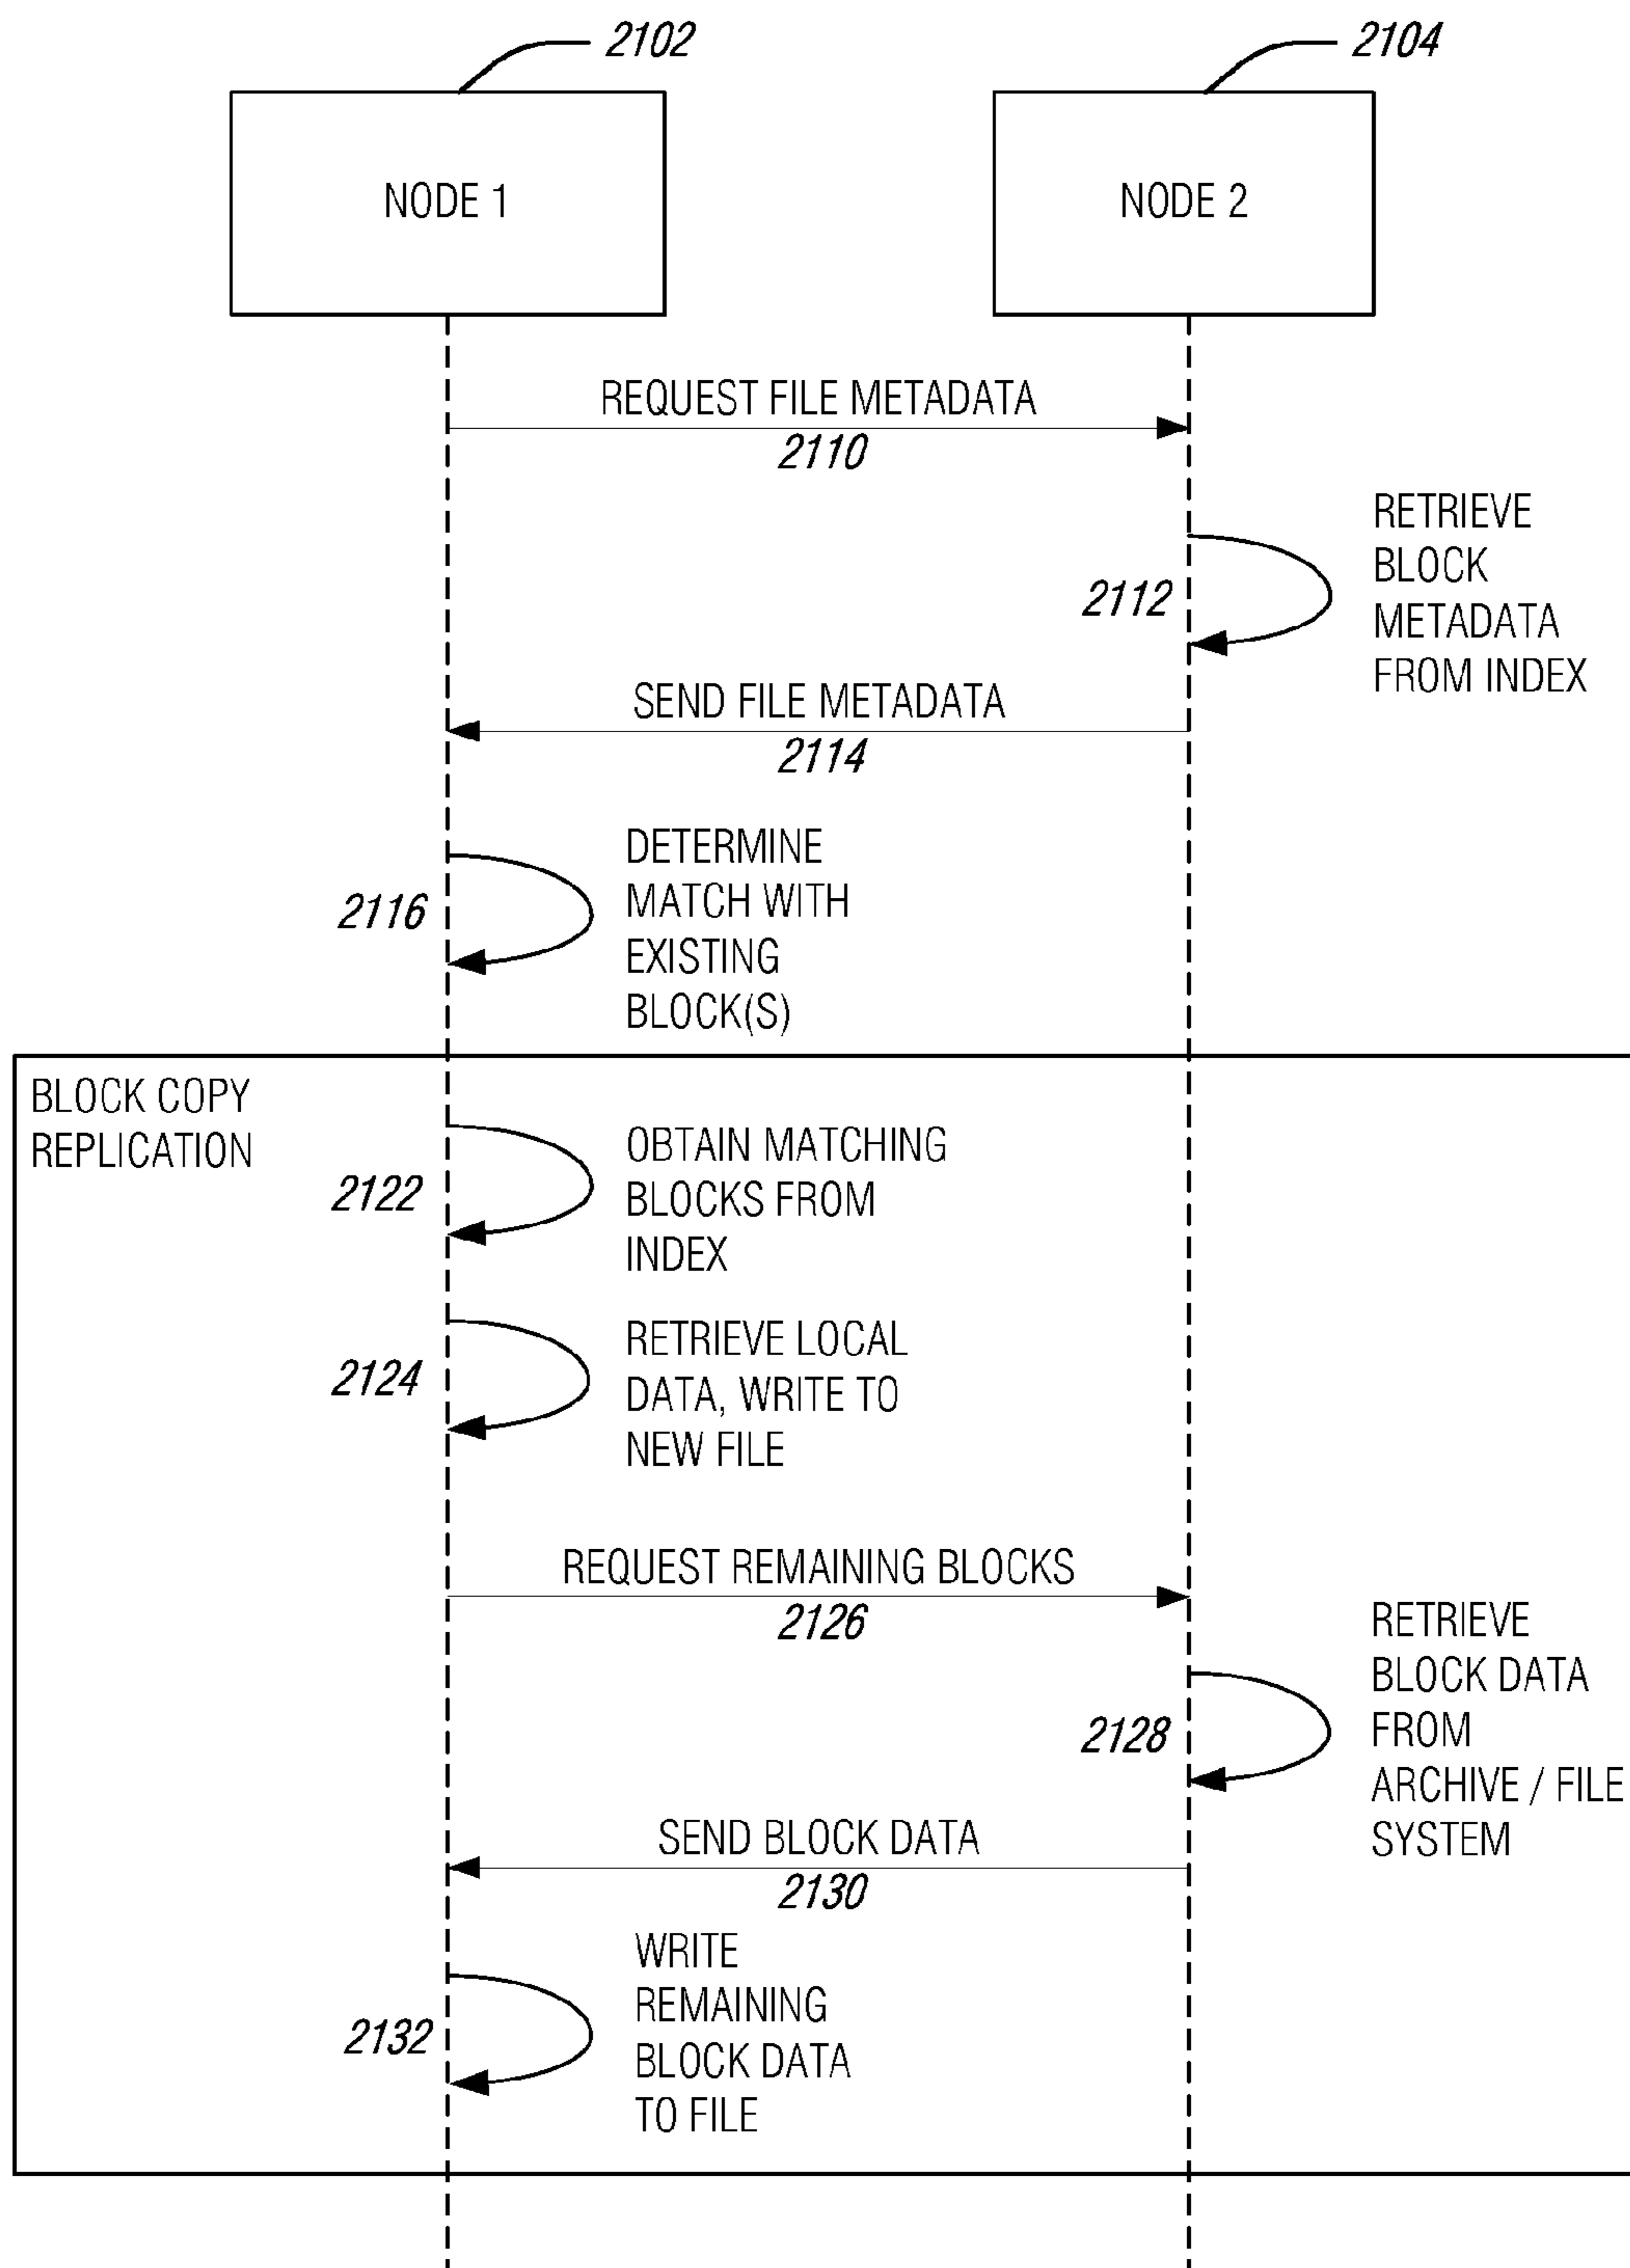 2102
2104
NODE 1
NODE 2
REQUEST FILE METADATA
2110
RETRIEVE
BLOCK
METADATA
FROM INDEX
2112
SEND FILE METADATA
2114
DETERMINE
MATCH WITH
EXISTING
BLOCK(S)
2116
BLOCK COPY
REPLICATION
OBTAIN MATCHING
BLOCKS FROM
INDEX
2122
RETRIEVE LOCAL
DATA, WRITE TO
NEW FILE
2124
REQUEST REMAINING BLOCKS
2126
RETRIEVE
BLOCK DATA
FROM
ARCHIVE / FILE
SYSTEM
2128
SEND BLOCK DATA
2130
WRITE
REMAINING
BLOCK DATA
TO FILE
2132